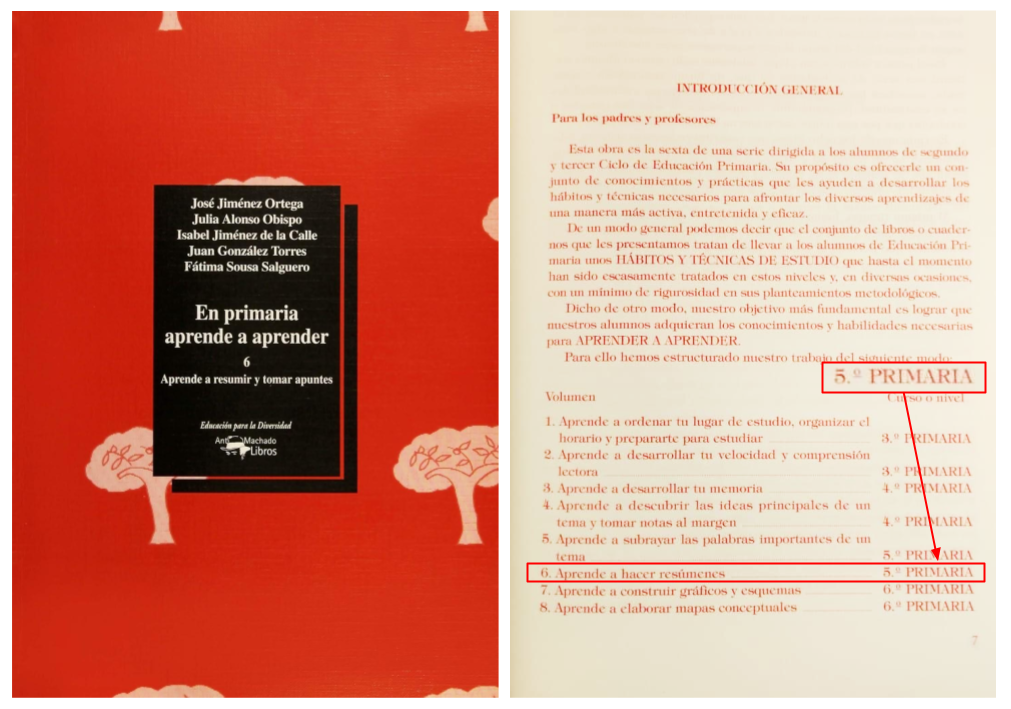 José Jiménez Ortega
Julia Alonso Obispo
Isabel Jiménez de la Calle
Juan González Torres
Fátima Sousa Salguero
En primaria
aprende a aprender
6
Aprende a resumir y tomar apuntes
Educación para la Diversidad
Antonio Machado
Libros
INTRODUCCIÓN GENERAL
Para los padres y profesores
Esta obra es la sexta de una serie dirigida a los alumnos de segundo
y tercer Ciclo de Educación Primaria. Su propósito es ofrecerle un con-
junto de conocimientos y prácticas que les ayuden a desarrollar los
hábitos y técnicas necesarios para afrontar los diversos aprendizajes de
una manera más activa, entretenida y eficaz.
De un modo general podemos decir que el conjunto de libros o cuader-
nos que les presentamos tratan de llevar a los alumnos de Educación Pri-
maria unos HÁBITOS Y TÉCNICAS DE ESTUDIO que hasta el momento
han sido escasamente tratados en estos niveles y, en diversas ocasiones,
con un mínimo de rigurosidad en sus planteamientos metodológicos.
Dicho de otro modo, nuestro objetivo más fundamental es lograr que
nuestros alumnos adquieran los conocimientos y habilidades necesarias
para APRENDER A APRENDER.
Para ello hemos estructurado nuestro trabajo del siguiente modo:
5.º PRIMARIA
Volumen Curso o nivel
1. Aprende a ordenar tu lugar de estudio, organizar el
horario y prepararte para estudiar 3.º PRIMARIA
2. Aprende a desarrollar tu velocidad y comprensión
lectora 3.º PRIMARIA
3. Aprende a desarrollar tu memoria 4.º PRIMARIA
4. Aprende a descubrir las ideas principales de un
tema y tomar notas al margen 4.º PRIMARIA
5. Aprende a subrayar las palabras importantes de un
tema 5.º PRIMARIA
6. Aprende a hacer resúmenes 5.º PRIMARIA
7. Aprende a construir gráficos y esquemas 6.º PRIMARIA
8. Aprende a elaborar mapas conceptuales 6.º PRIMARIA
7